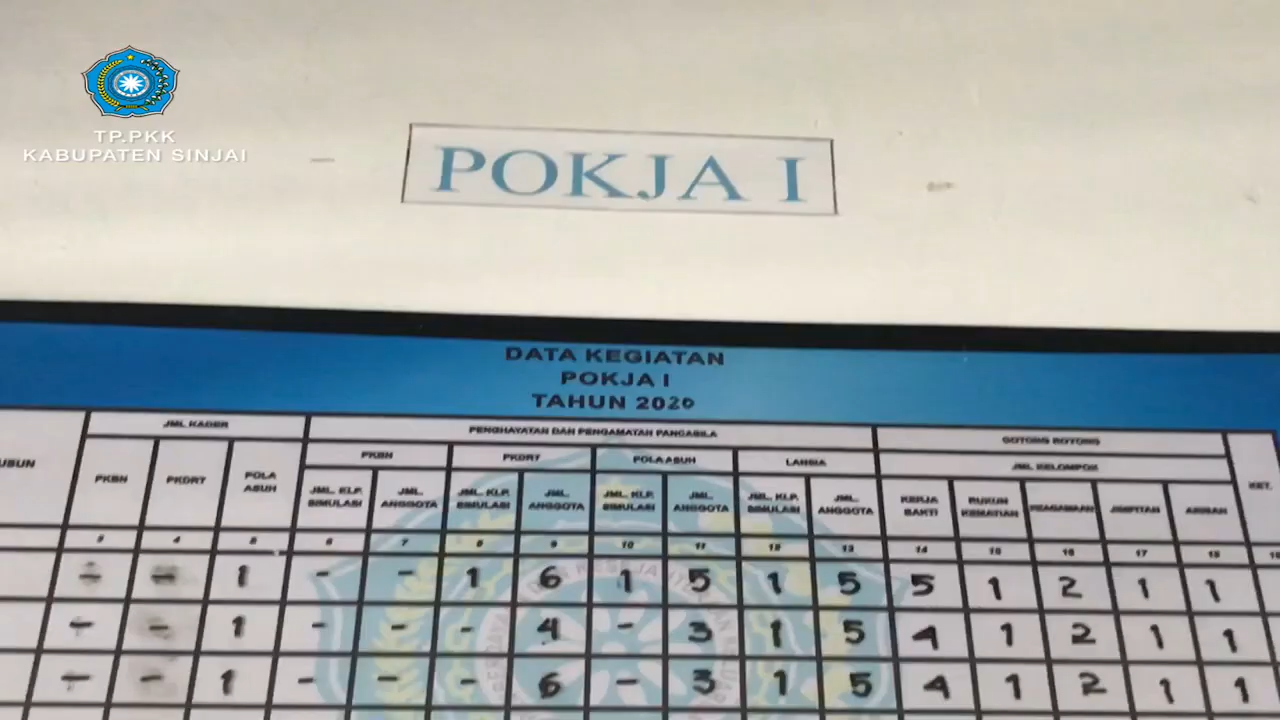 TP.PKK
KABUPATEN SINJAI
POKJA I
DATA KEGIATAN
POKJA I
TAHUN 2020
JML KADER PENGHAYATAN DAN PENGAMATAN PANCASILA GOTONG ROYONG
PKBN PKDRT POLA ASUH LANSIA JML KELOMPOK
USUN PKBN PKDRT POLA ASUH JML. KLP. SIMULASI JML. ANGGOTA JML. KLP. SIMULASI JML. ANGGOTA JML. KLP. SIMULASI JML. ANGGOTA JML. KLP. SIMULASI JML. ANGGOTA KERJA BAKTI RUKUN KEMATIAN KEAGAMAAN JIMPITAN ARISAN KET.
3 4 5 6 7 8 9 10 11 12 13 14 15 16 17 18
- - 1 - - 1 6 1 5 1 5 5 1 2 1 1
- - 1 - - - 4 - 3 1 5 4 1 2 1 1
- - 1 - - - 6 - 3 1 5 4 1 2 1 1